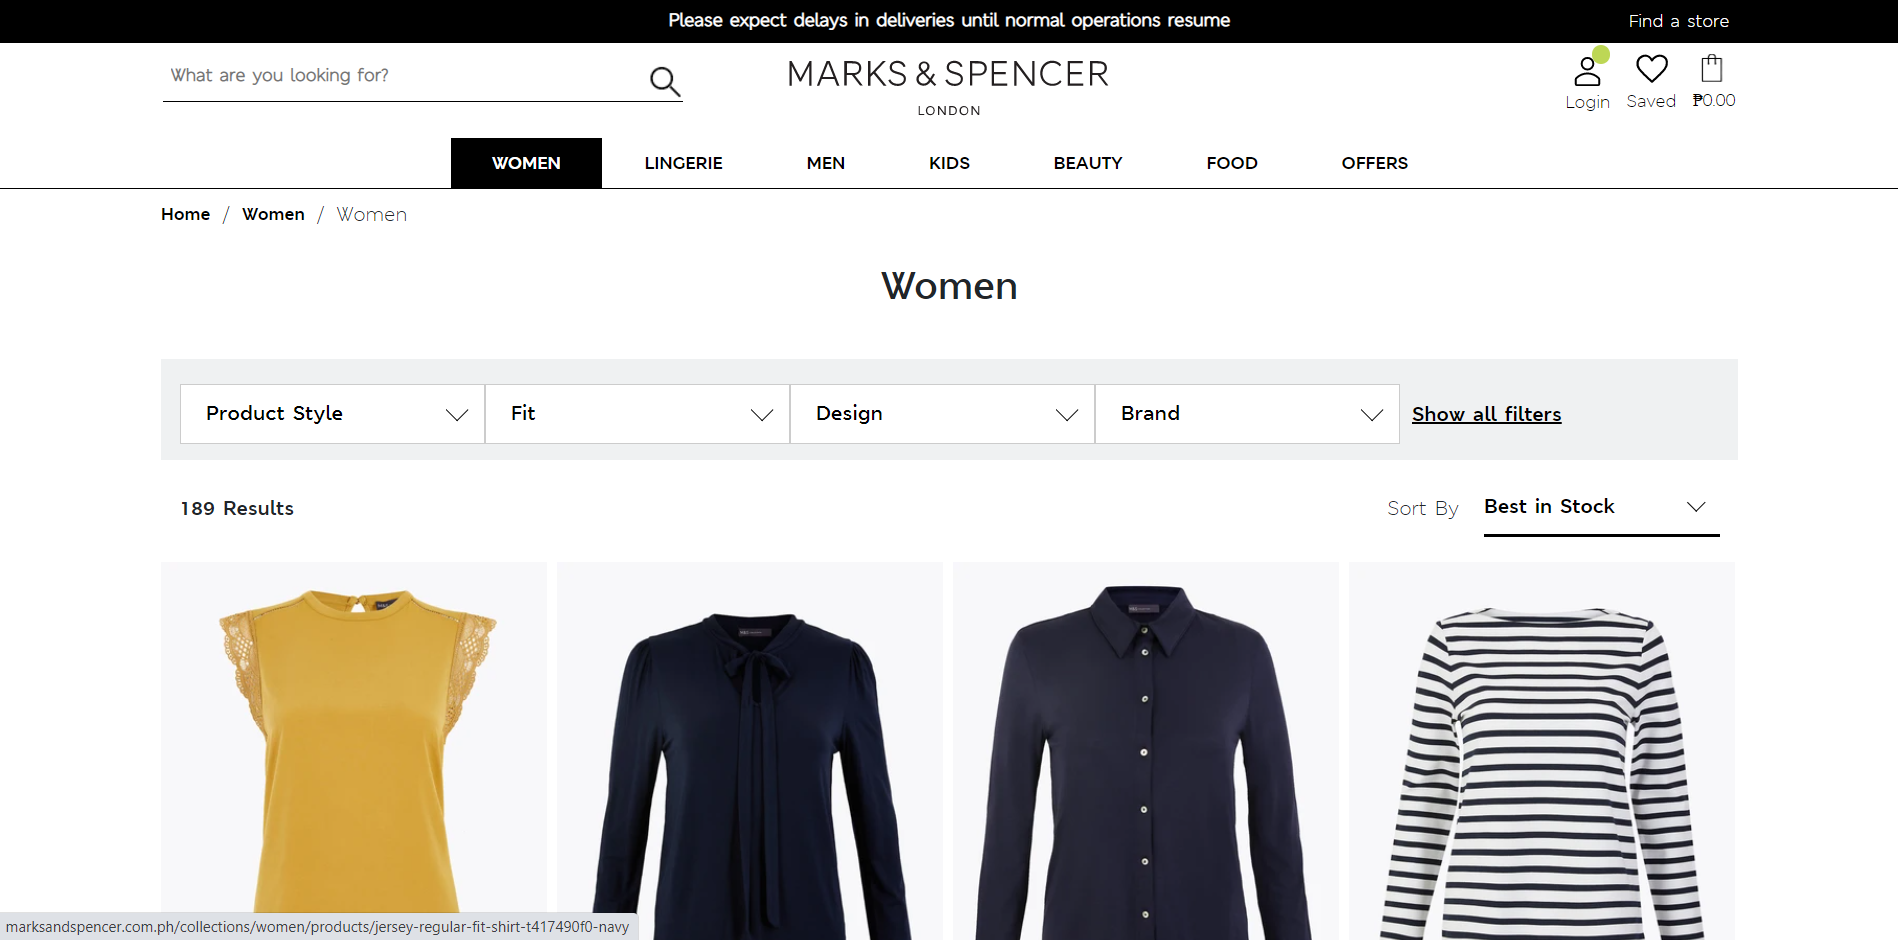 Please expect delays in deliveries until normal operations resume
Find a store
What are you looking for?
MARKS & SPENCER
LONDON
Login
Saved
₱0.00
WOMEN
LINGERIE
MEN
KIDS
BEAUTY
FOOD
OFFERS
Home / Women / Women
Women
Product Style
Fit
Design
Brand
Show all filters
189 Results
Sort By
Best in Stock
marksandspencer.com.ph/collections/women/products/jersey-regular-fit-shirt-t417490f0-navy